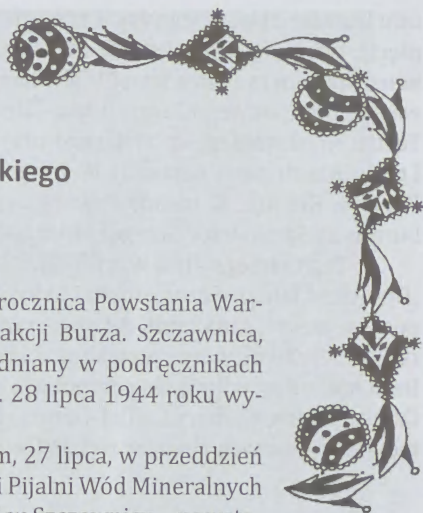 kiego
rocznica Powstania War-
akcji Burza. Szczawnica,
dniany w podręcznikach
. 28 lipca 1944 roku wy-
m, 27 lipca, w przeddzień
i Pijalni Wód Mineralnych